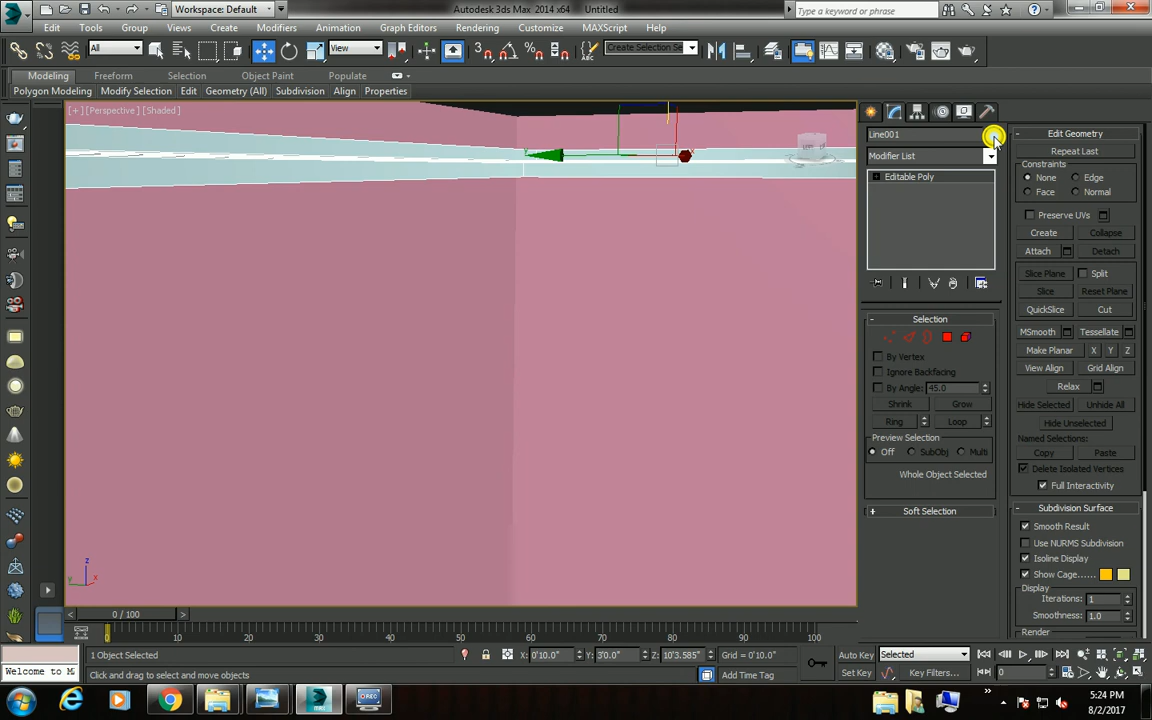 Workspace: Default
Autodesk 3ds Max 2014 x64
Untitled
Type a keyword or phrase
Edit Tools Group Views Create Modifiers Animation Graph Editors Rendering Customize MAXScript Help
All
View
Create Selection Se
Modeling Freeform Selection Object Paint Populate
Polygon Modeling Modify Selection Edit Geometry (All) Subdivision Align Properties
[+] [Perspective] [Shaded]
Line001
Modifier List
Editable Poly
Selection
By Vertex
Ignore Backfacing
By Angle: 45.0
Shrink Grow
Ring Loop
Preview Selection
Off SubObj Multi
Whole Object Selected
Soft Selection
Edit Geometry
Repeat Last
Constraints
None Edge
Face Normal
Preserve UVs
Create Collapse
Attach Detach
Slice Plane Split
Slice Reset Plane
QuickSlice Cut
MSmooth Tessellate
Make Planar X Y Z
View Align Grid Align
Relax
Hide Selected Unhide All
Hide Unselected
Named Selections:
Copy Paste
Delete Isolated Vertices
Full Interactivity
Subdivision Surface
Smooth Result
Use NURMS Subdivision
Isoline Display
Show Cage......
Display
Iterations: 1
Smoothness: 1.0
Render
z
y
x
< 0 / 100 >
0 10 20 30 40 50 60 70 80 90 100
1 Object Selected
X: 0'10.0" Y: 3'0.0" Z: 10'3.585" Grid = 0'10.0"
Auto Key Selected
Welcome to M
Click and drag to select and move objects
Add Time Tag
Set Key Key Filters...
0
5:24 PM
8/2/2017